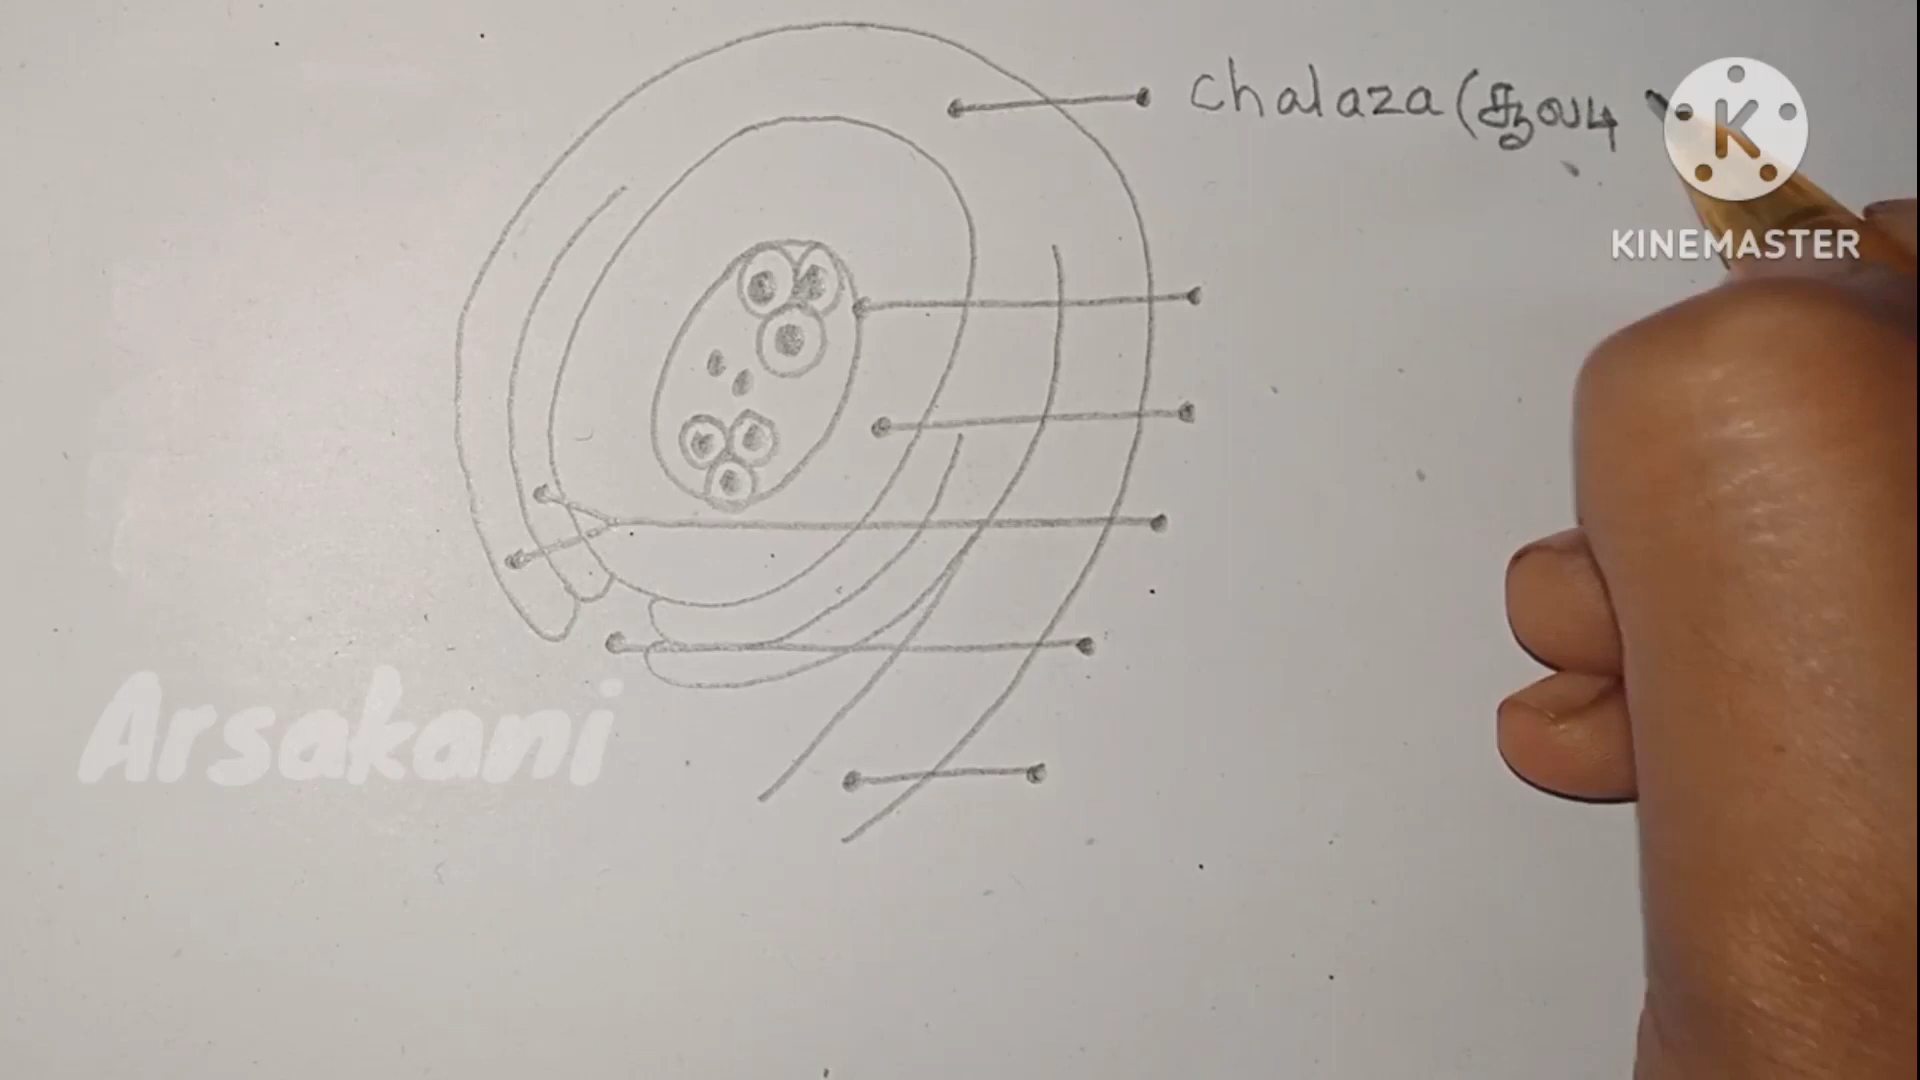 Chalaza (சூலடி
KINEMASTER
Arsakani